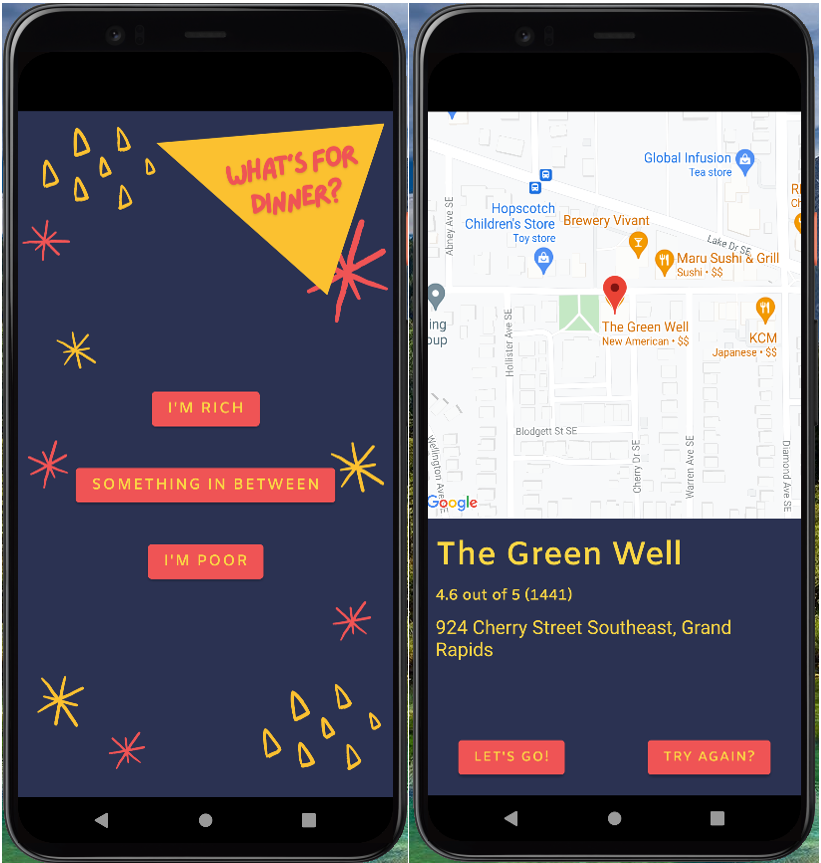 WHAT'S FOR
DINNER?
I'M RICH
SOMETHING IN BETWEEN
I'M POOR
Global Infusion
Tea store
Hopscotch
Children's Store
Toy store
Brewery Vivant
Abney Ave SE
Lake Dr SE
Maru Sushi & Grill
Sushi • $$
ing
oup
The Green Well
New American • $$
KCM
Japanese • $$
Hollister Ave SE
Blodgett St SE
Wellington Ave SE
Cherry Dr SE
Warren Ave SE
Diamond Ave SE
Google
The Green Well
4.6 out of 5 (1441)
924 Cherry Street Southeast, Grand
Rapids
LET'S GO!
TRY AGAIN?